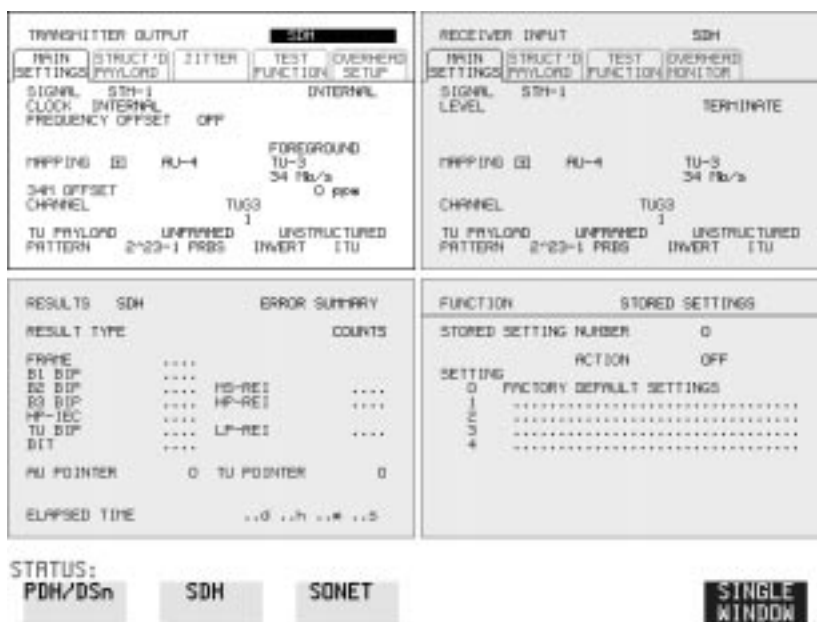 TRANSMITTER OUTPUT SDH
MAIN SETTINGS STRUCT'D PAYLOAD JITTER TEST FUNCTION OVERHEAD SETUP
SIGNAL STM-1 INTERNAL
CLOCK INTERNAL
FREQUENCY OFFSET OFF
FOREGROUND
MAPPING AU-4 TU-3
34 Mb/s
34M OFFSET 0 ppm
CHANNEL TUG3
1
TU PAYLOAD UNFRAMED UNSTRUCTURED
PATTERN 2^23-1 PRBS INVERT ITU
RECEIVER INPUT SDH
MAIN SETTINGS STRUCT'D PAYLOAD TEST FUNCTION OVERHEAD MONITOR
SIGNAL STM-1
LEVEL TERMINATE
MAPPING AU-4 TU-3
34 Mb/s
CHANNEL TUG3
1
TU PAYLOAD UNFRAMED UNSTRUCTURED
PATTERN 2^23-1 PRBS INVERT ITU
RESULTS SDH ERROR SUMMARY
RESULT TYPE COUNTS
FRAME ....
B1 BIP ....
B2 BIP .... MS-REI ....
B3 BIP .... HP-REI ....
HP-IEC ....
TU BIP .... LP-REI ....
BIT ....
AU POINTER 0 TU POINTER 0
ELAPSED TIME ..d ..h ..m ..s
FUNCTION STORED SETTINGS
STORED SETTING NUMBER 0
ACTION OFF
SETTING
0 FACTORY DEFAULT SETTINGS
1 ..............................
2 ..............................
3 ..............................
4 ..............................
STATUS:
PDH/DSn SDH SONET SINGLE WINDOW